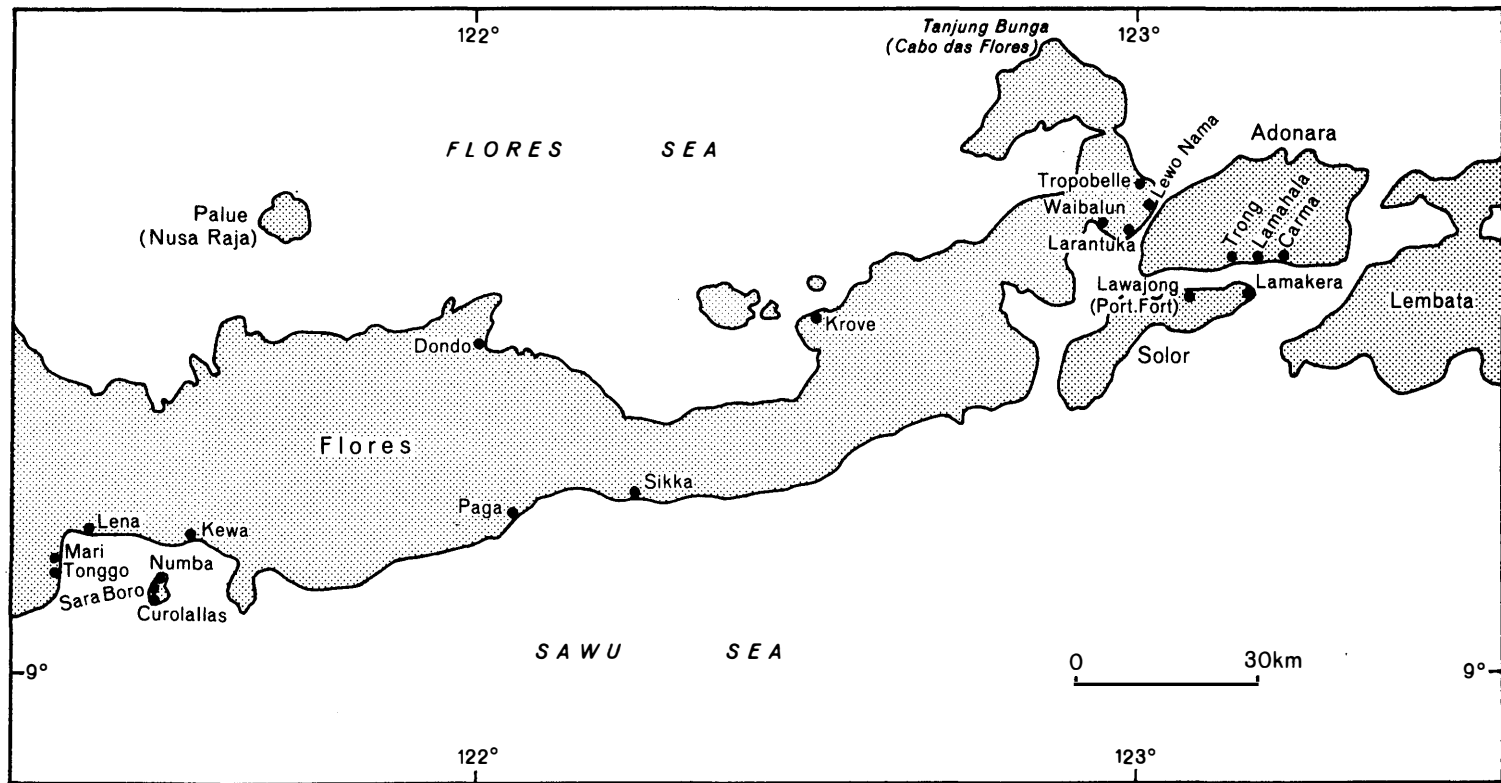 122°
123°
Tanjung Bunga
(Cabo das Flores)
FLORES SEA
Adonara
Lewo Nama
Tropobelle
Waibalun
Larantuka
Trong
Lamahala
Carma
Palue
(Nusa Raja)
Lawajong
(Port.Fort)
Lamakera
Lembata
Krove
Dondo
Solor
Flores
Sikka
Paga
Lena
Kewa
Mari
Tonggo
Numba
Sara Boro
Curolallas
SAWU SEA
0 30km
9°
9°
122°
123°